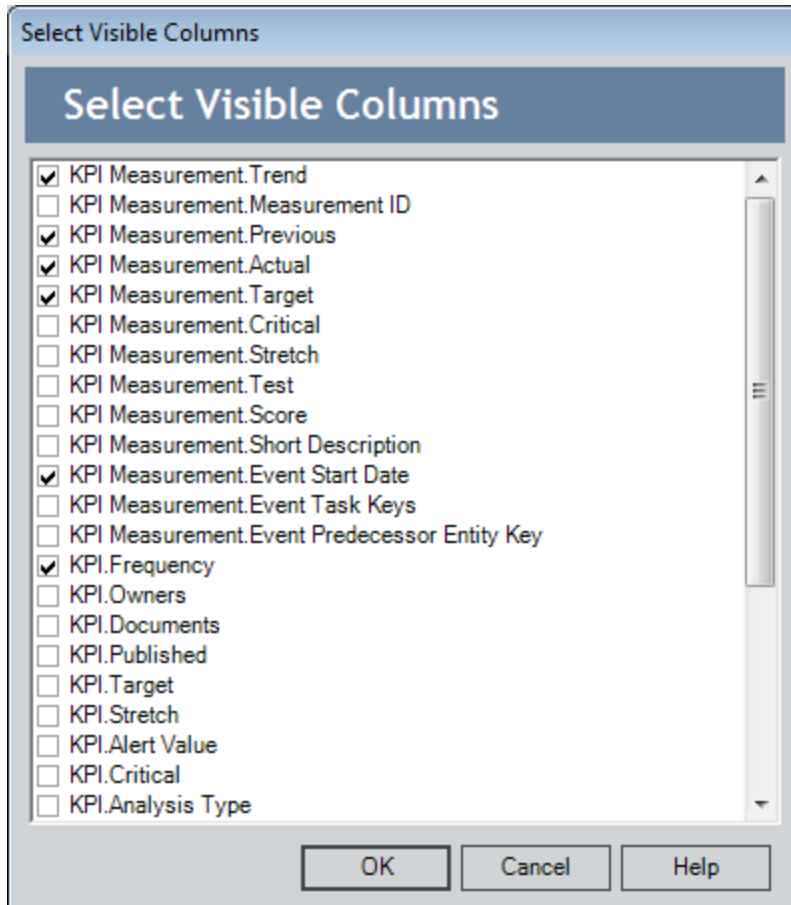 Select Visible Columns
Select Visible Columns
KPI Measurement.Trend
KPI Measurement.Measurement ID
KPI Measurement.Previous
KPI Measurement.Actual
KPI Measurement.Target
KPI Measurement.Critical
KPI Measurement.Stretch
KPI Measurement.Test
KPI Measurement.Score
KPI Measurement.Short Description
KPI Measurement.Event Start Date
KPI Measurement.Event Task Keys
KPI Measurement.Event Predecessor Entity Key
KPI.Frequency
KPI.Owners
KPI.Documents
KPI.Published
KPI.Target
KPI.Stretch
KPI.Alert Value
KPI.Critical
KPI.Analysis Type
OK Cancel Help